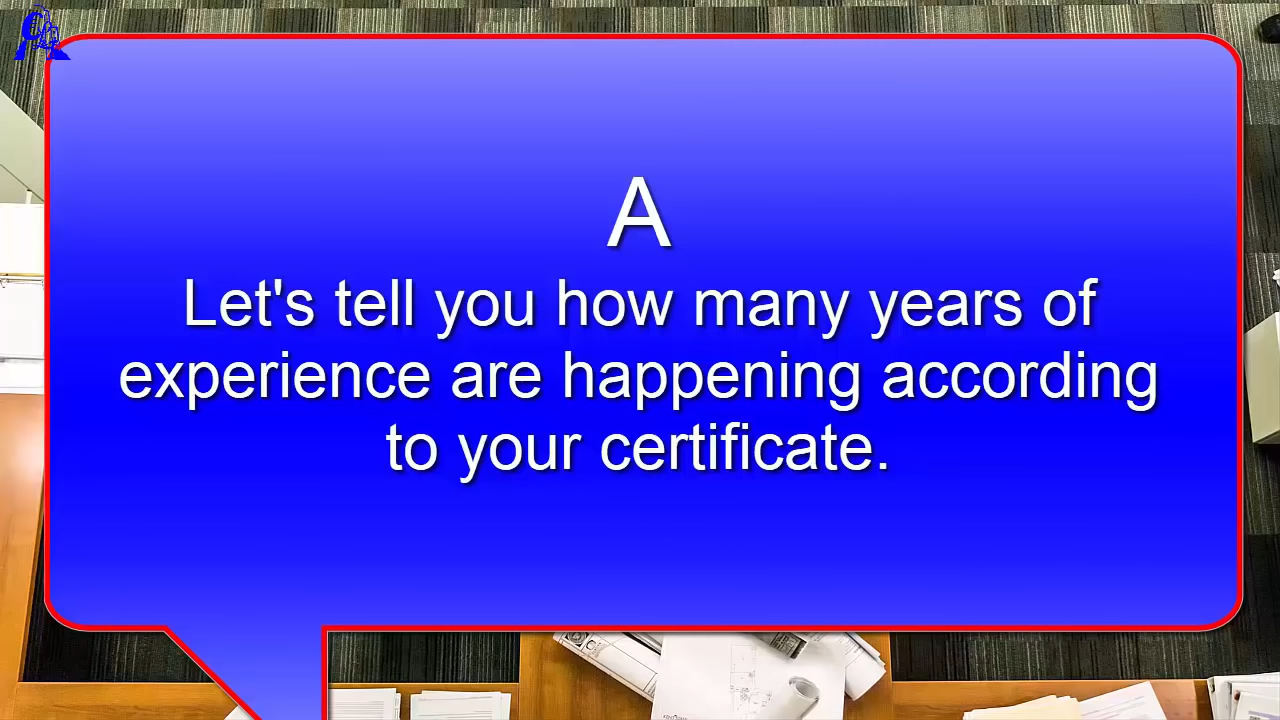 A
Let's tell you how many years of
experience are happening according
to your certificate.